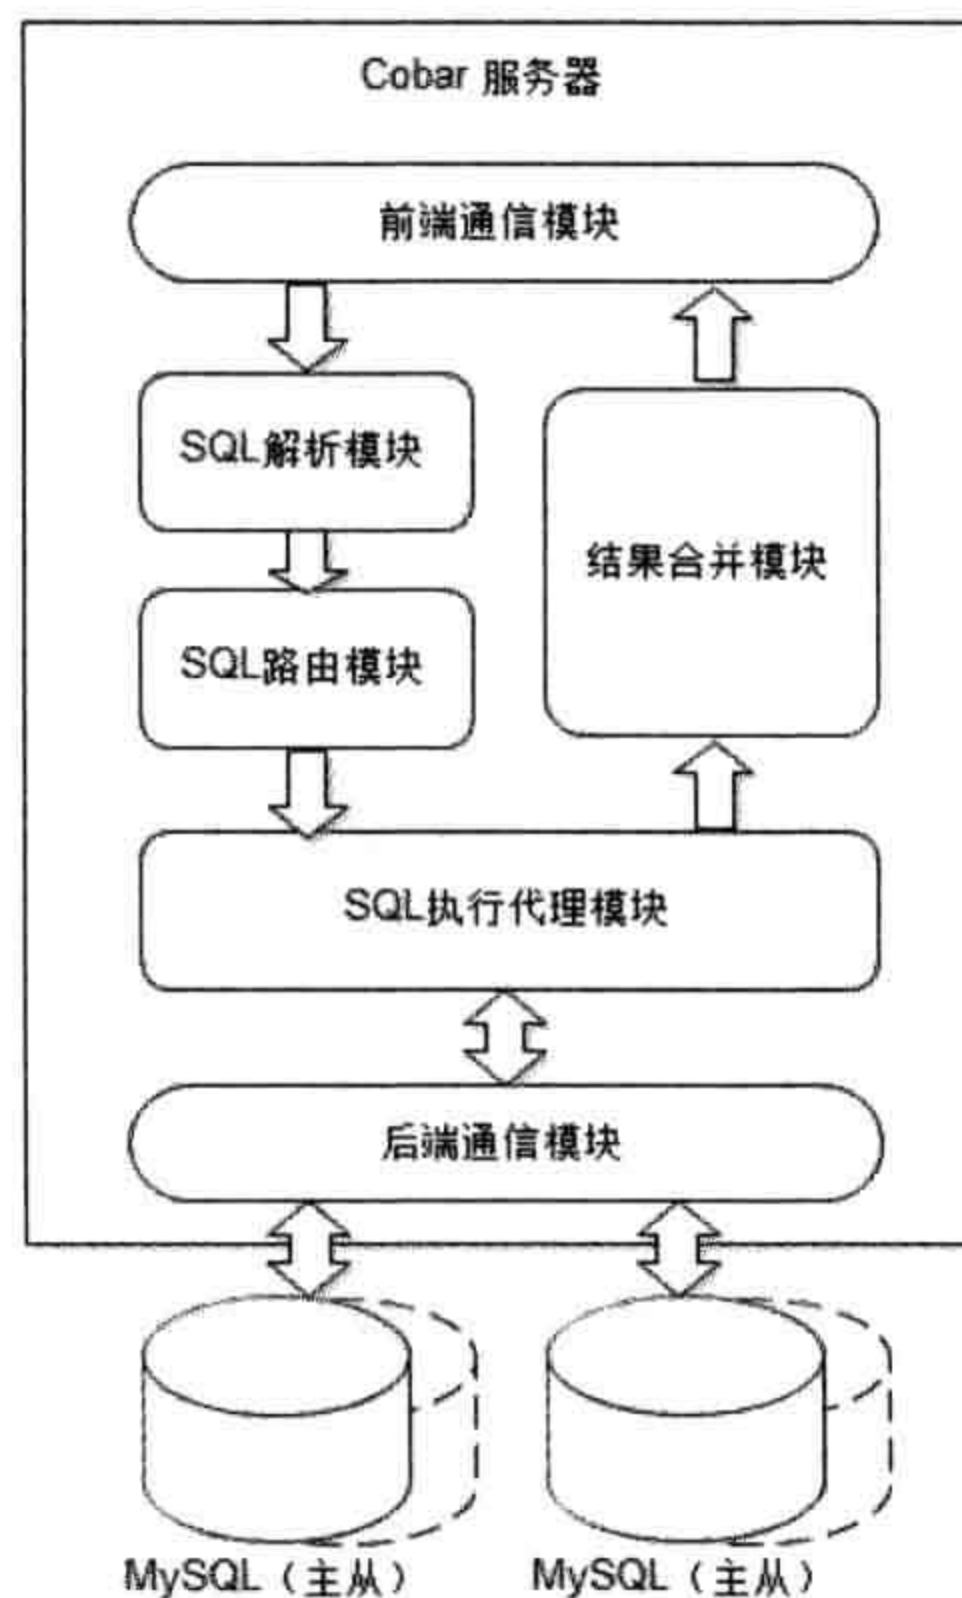 Cobar 服务器
前端通信模块
SQL解析模块
结果合并模块
SQL路由模块
SQL执行代理模块
后端通信模块
MySQL（主从）
MySQL（主从）